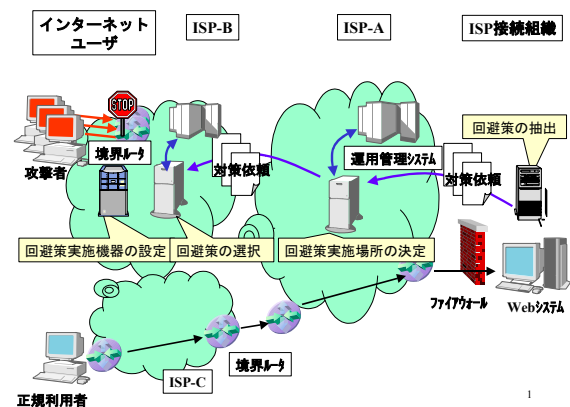 インターネット
ユーザ
ISP-B
ISP-A
ISP接続組織
STOP
回避策の抽出
境界ルータ
攻撃者
対策依頼
運用管理システム
対策依頼
回避策実施機器の設定
回避策の選択
回避策実施場所の決定
ファイアウォール
Webシステム
境界ルータ
ISP-C
正規利用者
1